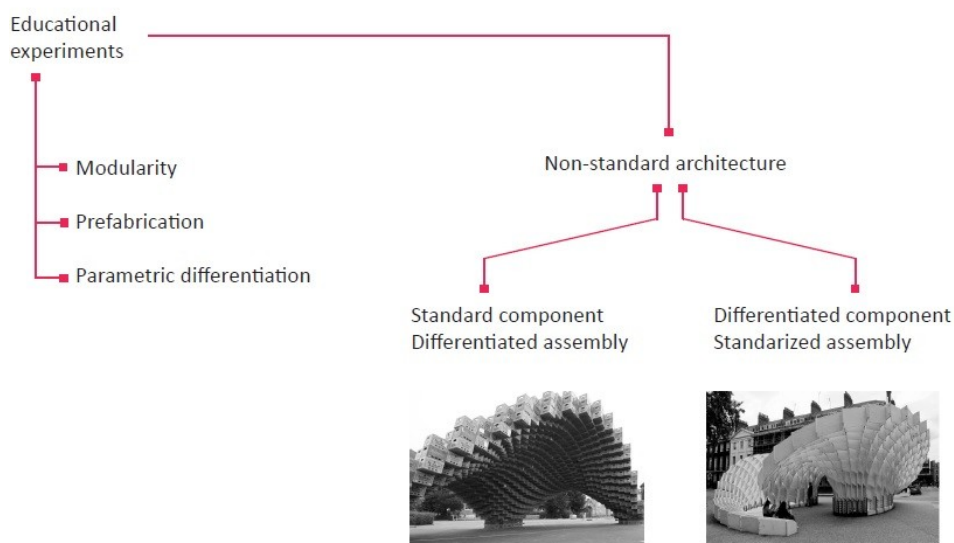 Educational
experiments
Modularity
Prefabrication
Parametric differentiation
Non-standard architecture
Standard component
Differentiated assembly
Differentiated component
Standarized assembly